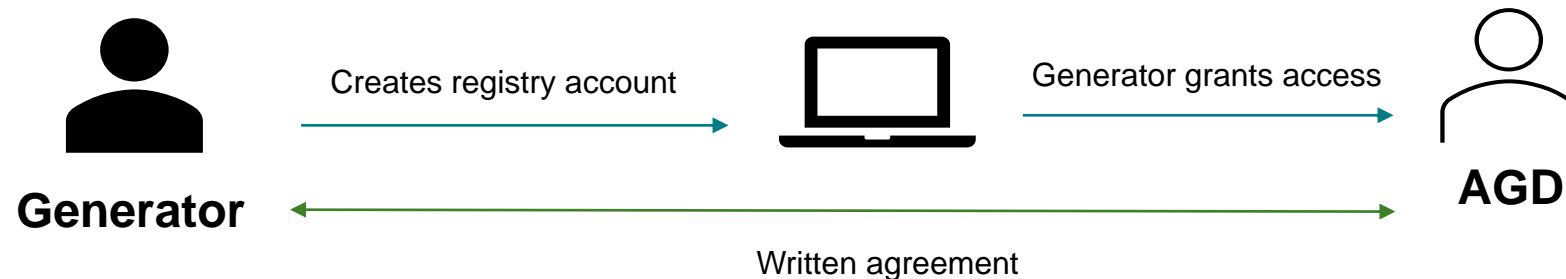 Creates registry account
Generator grants access
Generator
AGD
Written agreement